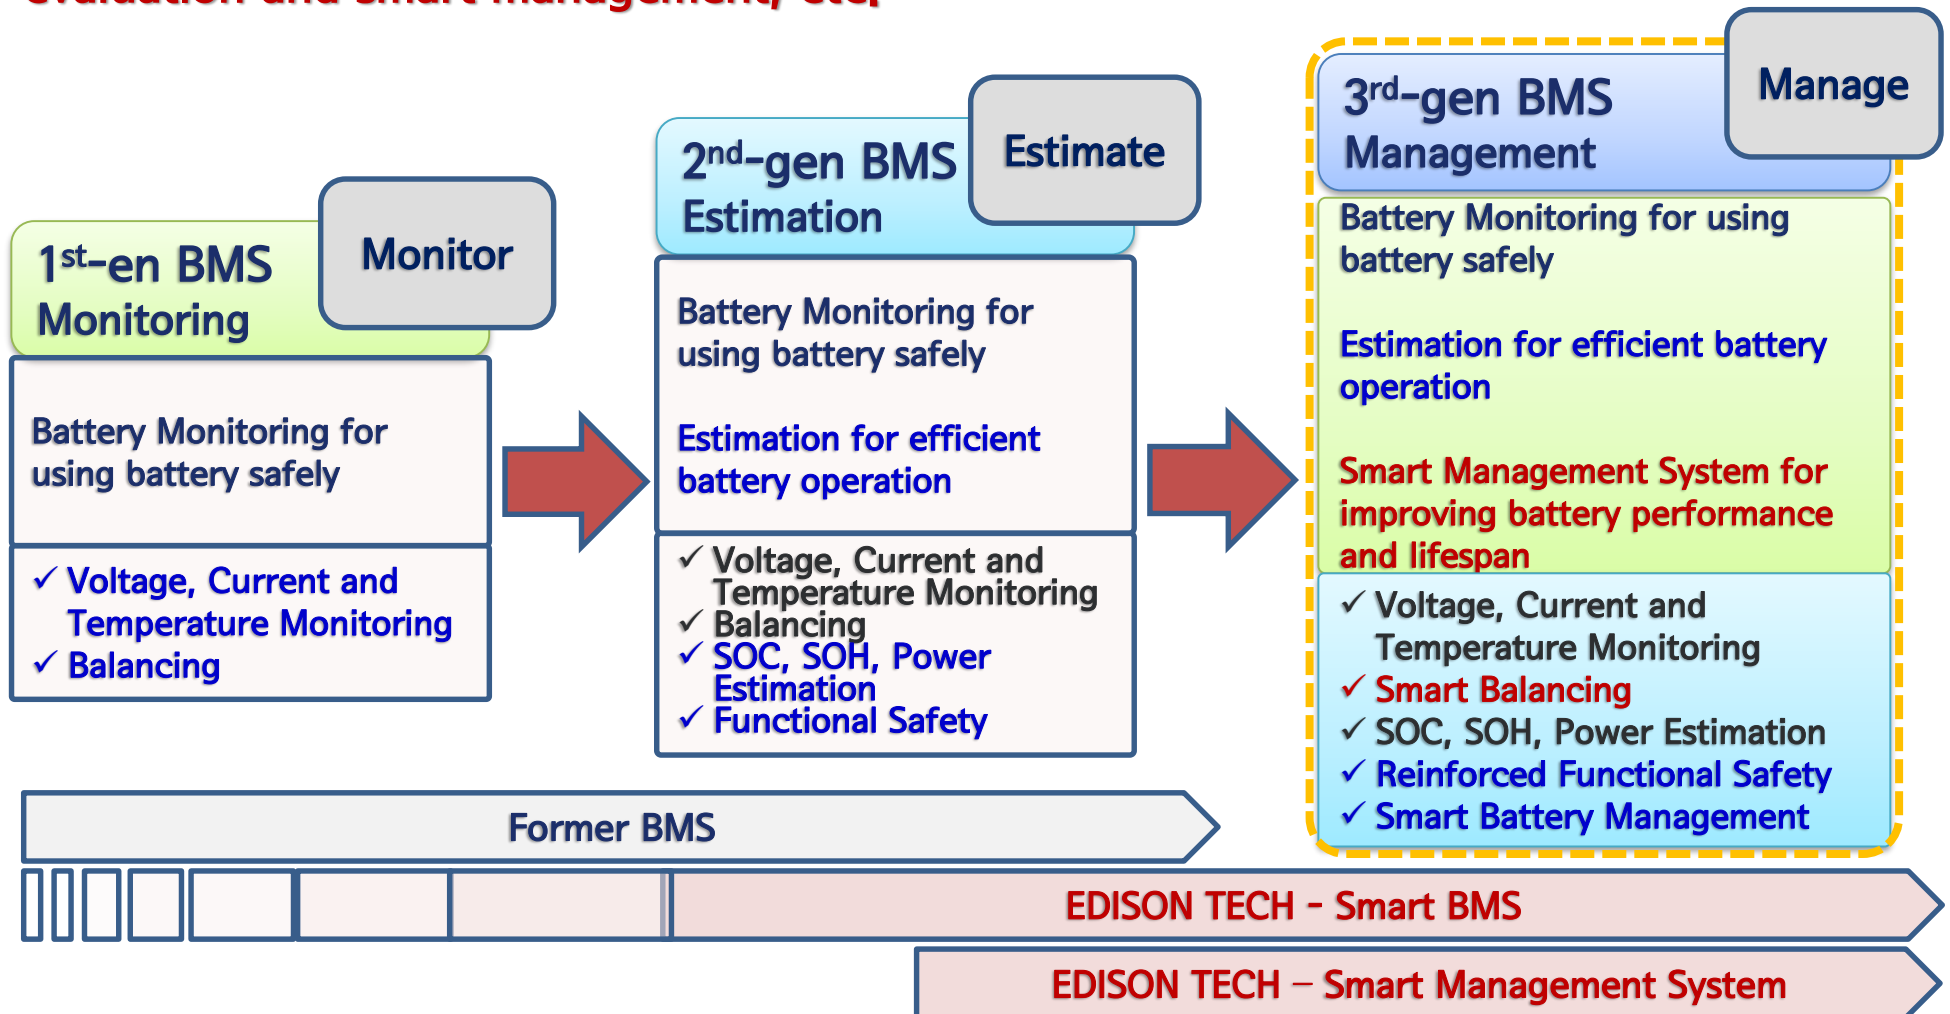 evaluation and smart management, etc.
1st-en BMS
Monitoring
Monitor
Battery Monitoring for
using battery safely
✓ Voltage, Current and
Temperature Monitoring
✓ Balancing
2nd-gen BMS
Estimation
Estimate
Battery Monitoring for
using battery safely
Estimation for efficient
battery operation
✓ Voltage, Current and
Temperature Monitoring
✓ Balancing
✓ SOC, SOH, Power
Estimation
✓ Functional Safety
3rd-gen BMS
Management
Manage
Battery Monitoring for using
battery safely
Estimation for efficient battery
operation
Smart Management System for
improving battery performance
and lifespan
✓ Voltage, Current and
Temperature Monitoring
✓ Smart Balancing
✓ SOC, SOH, Power Estimation
✓ Reinforced Functional Safety
✓ Smart Battery Management
Former BMS
EDISON TECH - Smart BMS
EDISON TECH – Smart Management System